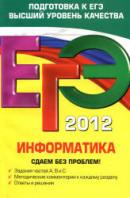 ПОДГОТОВКА К ЕГЭ
ВЫСШИЙ УРОВЕНЬ КАЧЕСТВА
ЕГЭ
2012
ИНФОРМАТИКА
СДАЕМ БЕЗ ПРОБЛЕМ!
Задания частей А, В и С
Методические комментарии к каждому разделу
Ответы и решения